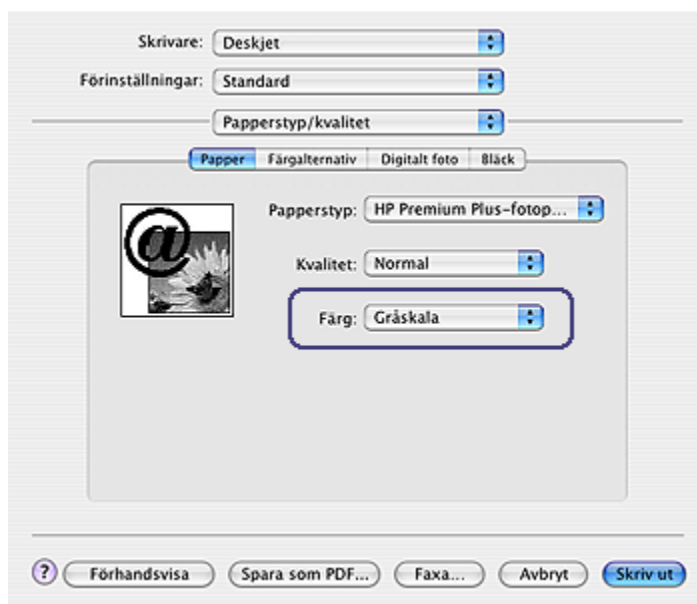 Skrivare: Deskjet
Förinställningar: Standard
Papperstyp/kvalitet
Papper Färgalternativ Digitalt foto Bläck
@
Papperstyp: HP Premium Plus-fotop...
Kvalitet: Normal
Färg: Gråskala
? Förhandsvisa Spara som PDF... Faxa... Avbryt Skriv ut